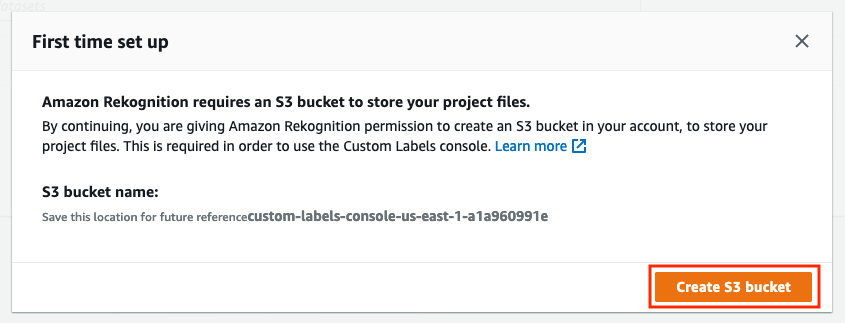 datasets
First time set up
Amazon Rekognition requires an S3 bucket to store your project files.
By continuing, you are giving Amazon Rekognition permission to create an S3 bucket in your account, to store your
project files. This is required in order to use the Custom Labels console. Learn more
S3 bucket name:
Save this location for future referencecustom-labels-console-us-east-1-a1a960991e
Create S3 bucket